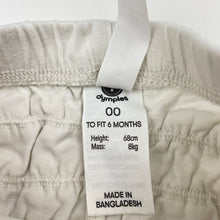 dymples
00
TO FIT 6 MONTHS
Height: 68cm
Mass: 8kg
MADE IN
BANGLADESH